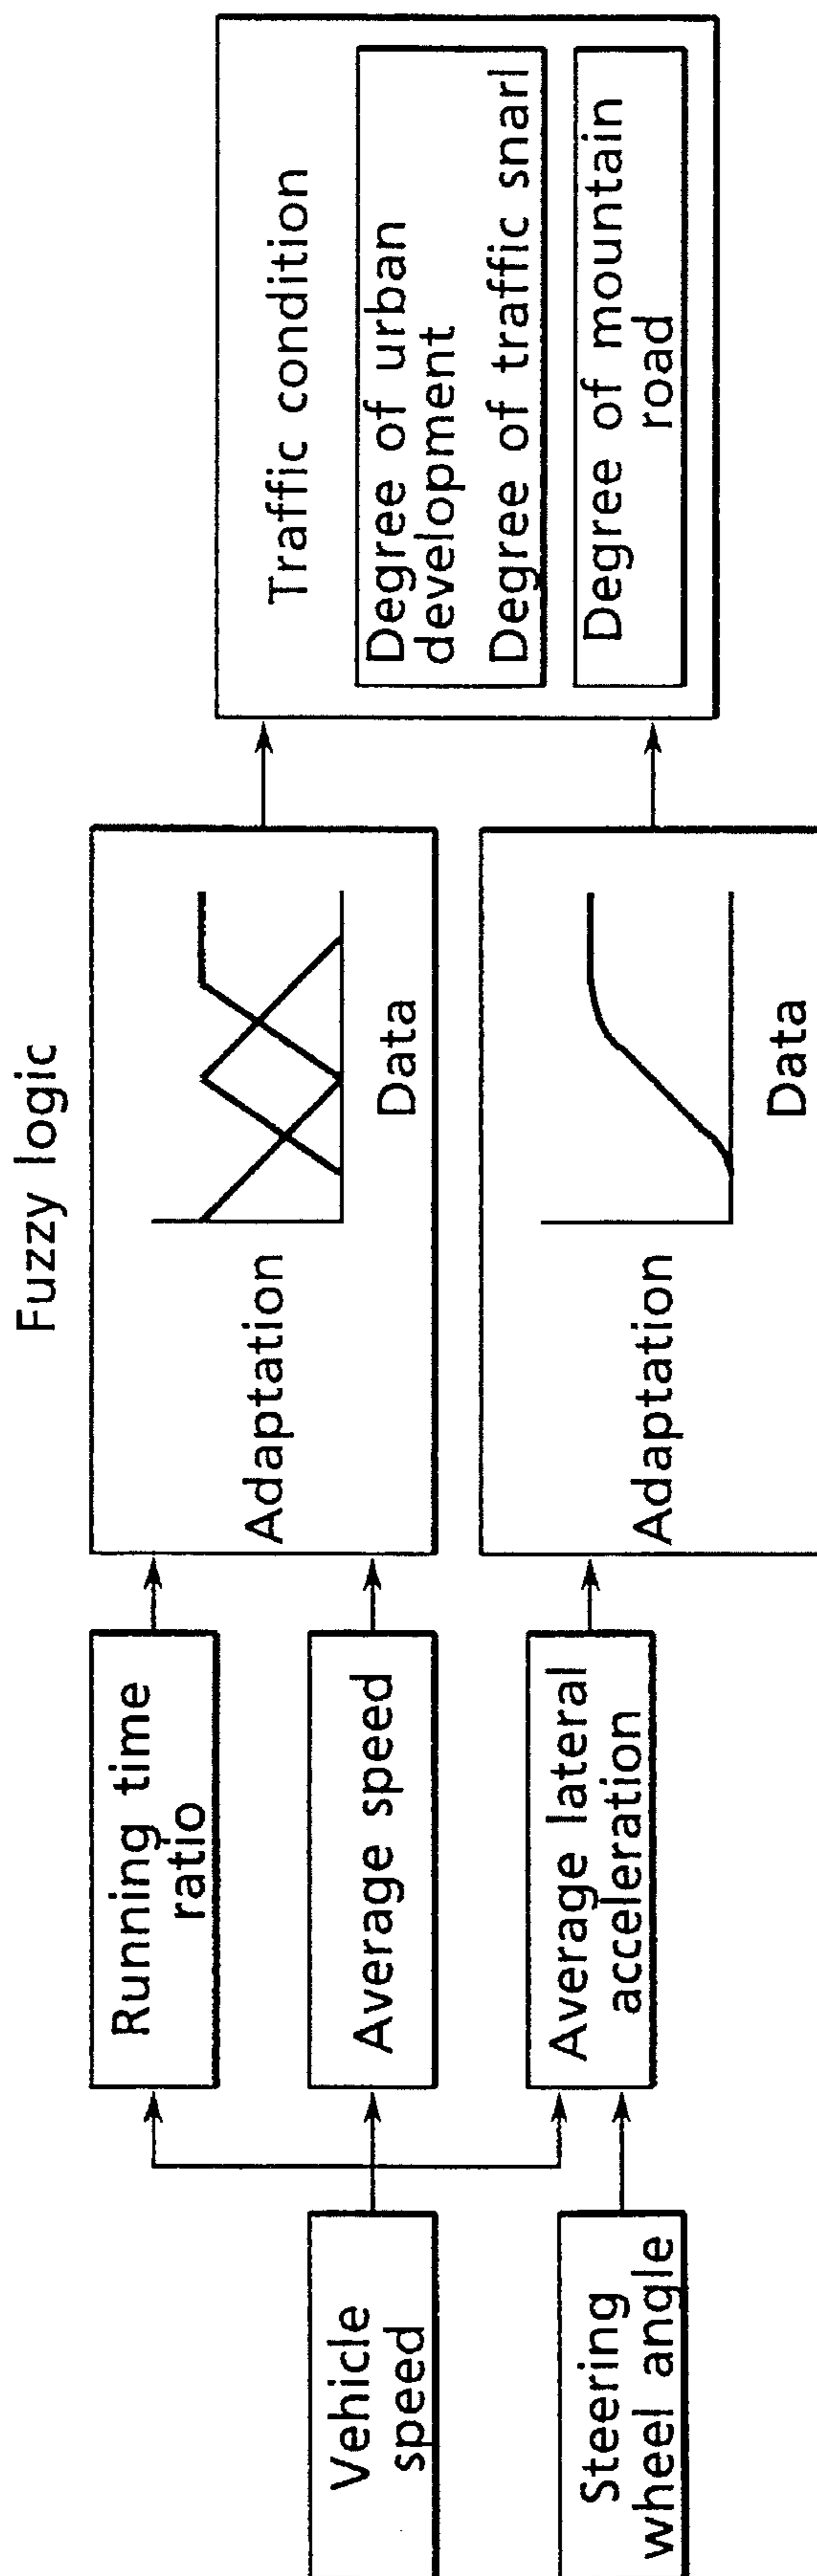 Fuzzy logic
Vehicle
speed
Steering
wheel angle
Running time
ratio
Average speed
Average lateral
acceleration
Adaptation
Data
Adaptation
Data
Traffic condition
Degree of urban
development
Degree of traffic snarl
Degree of mountain
road